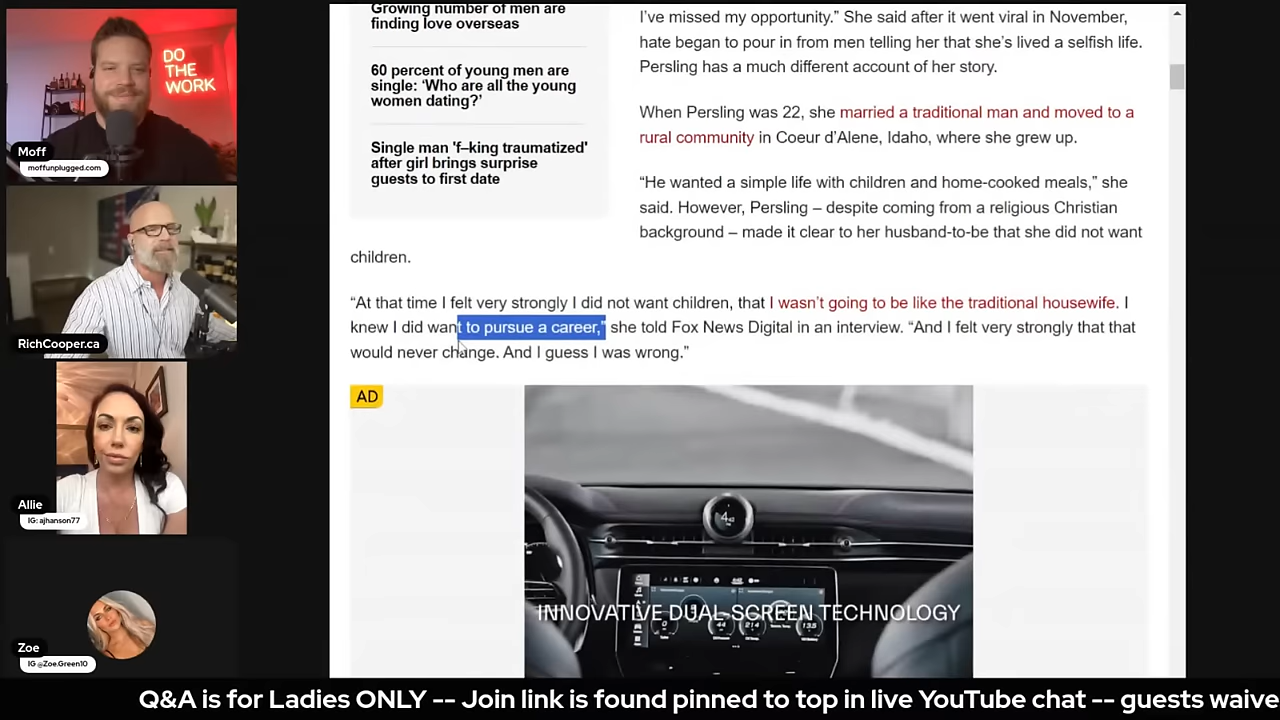 DO
THE
WORK
Moff
moffunplugged.com
RichCooper.ca
Allie
IG: ajhanson77
Zoe
IG @Zoe.Green10
Growing number of men are
finding love overseas
60 percent of young men are
single: ‘Who are all the young
women dating?’
Single man 'f–king traumatized'
after girl brings surprise
guests to first date
I’ve missed my opportunity.” She said after it went viral in November,
hate began to pour in from men telling her that she’s lived a selfish life.
Persling has a much different account of her story.
When Persling was 22, she married a traditional man and moved to a
rural community in Coeur d’Alene, Idaho, where she grew up.
“He wanted a simple life with children and home-cooked meals,” she
said. However, Persling – despite coming from a religious Christian
background – made it clear to her husband-to-be that she did not want
children.
“At that time I felt very strongly I did not want children, that I wasn’t going to be like the traditional housewife. I
knew I did want to pursue a career,” she told Fox News Digital in an interview. “And I felt very strongly that that
would never change. And I guess I was wrong.”
AD
INNOVATIVE DUAL-SCREEN TECHNOLOGY
Q&A is for Ladies ONLY -- Join link is found pinned to top in live YouTube chat -- guests waive